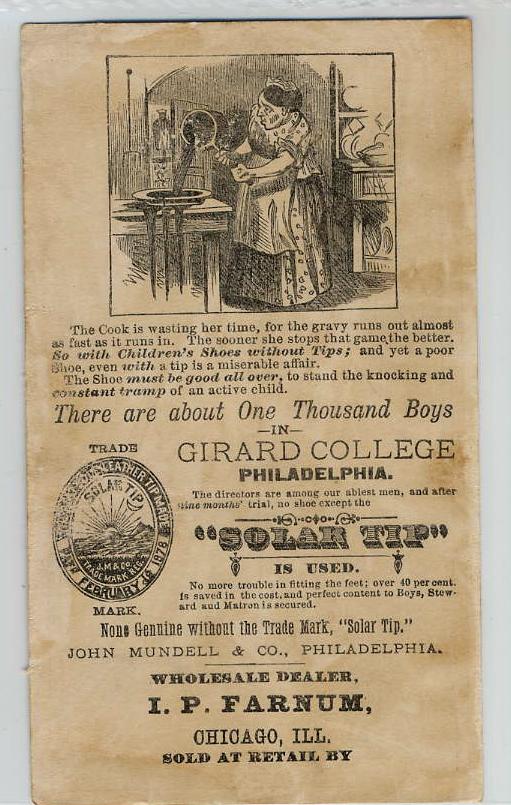 The Cook is wasting her time, for the gravy runs out almost
as fast as it runs in. The sooner she stops that game, the better.
So with Children's Shoes without Tips; and yet a poor
Shoe, even with a tip is a miserable affair.
The Shoe must be good all over, to stand the knocking and
constant tramp of an active child.
There are about One Thousand Boys
—IN—
GIRARD COLLEGE
PHILADELPHIA.
The directors are among our ablest men, and after
nine months' trial, no shoe except the
"SOLAR TIP"
IS USED.
No more trouble in fitting the feet; over 40 per cent.
is saved in the cost, and perfect content to Boys, Stew-
ard and Matron is secured.
TRADE
LEATHER TIP
SOLAR TIP
J.M & CO.
TRADE MARK
FEBRUARY
MARK.
None Genuine without the Trade Mark, "Solar Tip."
JOHN MUNDELL & CO., PHILADELPHIA.
WHOLESALE DEALER,
I. P. FARNUM,
CHICAGO, ILL.
SOLD AT RETAIL BY